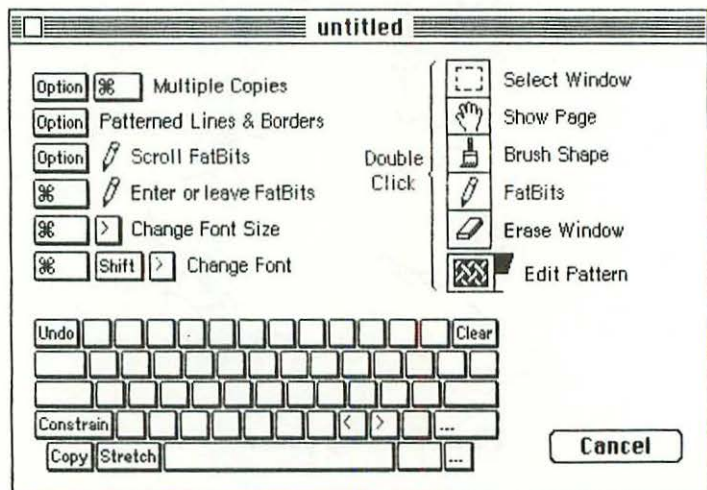 untitled
Option ⌘ Multiple Copies
Option Patterned Lines & Borders
Option Scroll FatBits
⌘ Enter or leave FatBits
⌘ > Change Font Size
⌘ Shift > Change Font
Double
Click
Select Window
Show Page
Brush Shape
FatBits
Erase Window
Edit Pattern
Undo Clear
Constrain < > ...
Copy Stretch ...
Cancel